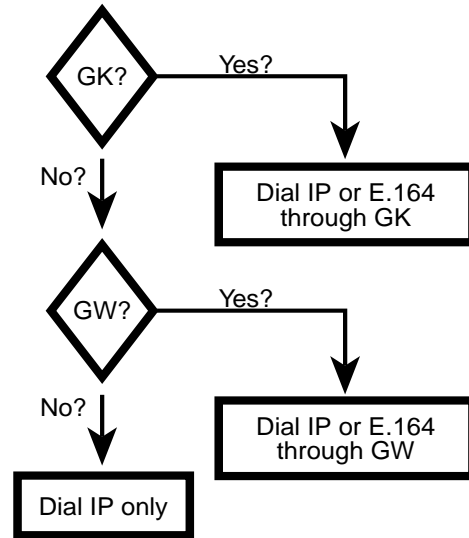 GK?
Yes?
No?
Dial IP or E.164
through GK
GW?
Yes?
No?
Dial IP or E.164
through GW
Dial IP only